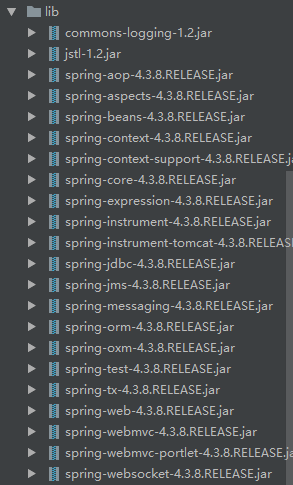 lib
commons-logging-1.2.jar
jstl-1.2.jar
spring-aop-4.3.8.RELEASE.jar
spring-aspects-4.3.8.RELEASE.jar
spring-beans-4.3.8.RELEASE.jar
spring-context-4.3.8.RELEASE.jar
spring-context-support-4.3.8.RELEASE.ja
spring-core-4.3.8.RELEASE.jar
spring-expression-4.3.8.RELEASE.jar
spring-instrument-4.3.8.RELEASE.jar
spring-instrument-tomcat-4.3.8.RELEASE.jar
spring-jdbc-4.3.8.RELEASE.jar
spring-jms-4.3.8.RELEASE.jar
spring-messaging-4.3.8.RELEASE.jar
spring-orm-4.3.8.RELEASE.jar
spring-oxm-4.3.8.RELEASE.jar
spring-test-4.3.8.RELEASE.jar
spring-tx-4.3.8.RELEASE.jar
spring-web-4.3.8.RELEASE.jar
spring-webmvc-4.3.8.RELEASE.jar
spring-webmvc-portlet-4.3.8.RELEASE.jar
spring-websocket-4.3.8.RELEASE.jar